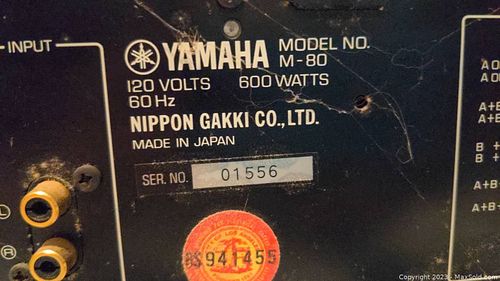 INPUT
YAMAHA MODEL NO.
M-80
120 VOLTS 600 WATTS
60 Hz
NIPPON GAKKI CO., LTD.
MADE IN JAPAN
SER. NO. 01556
L
R
941455
A+B
A+B
B
B
A+B
A+B
Copyright 2023 - MaxSold.com